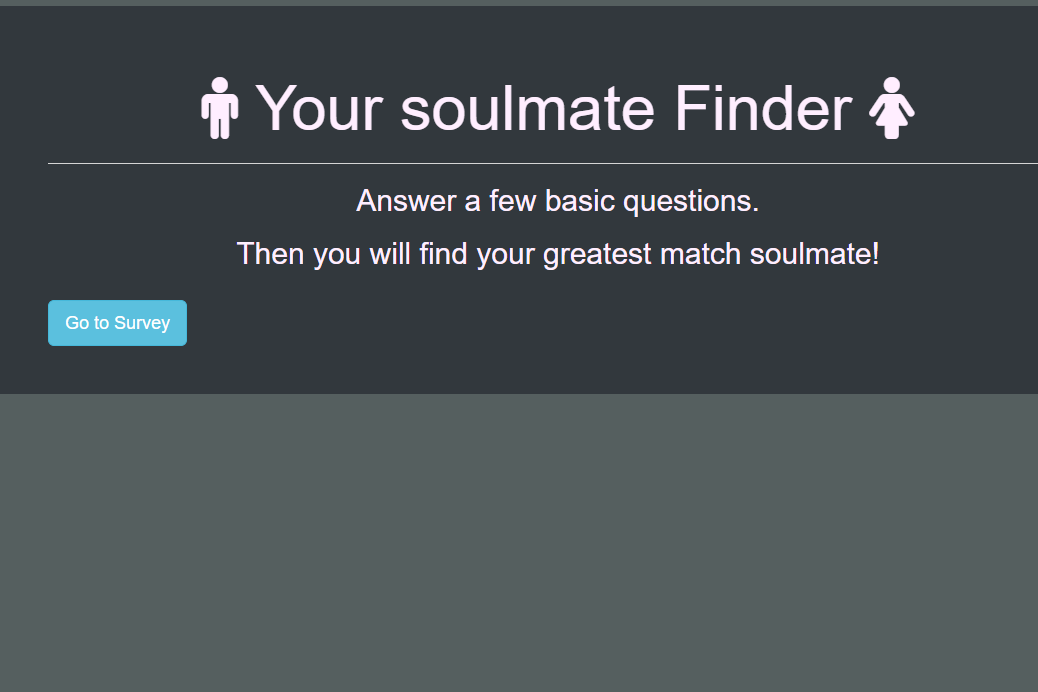 Your soulmate Finder
Answer a few basic questions.
Then you will find your greatest match soulmate!
Go to Survey